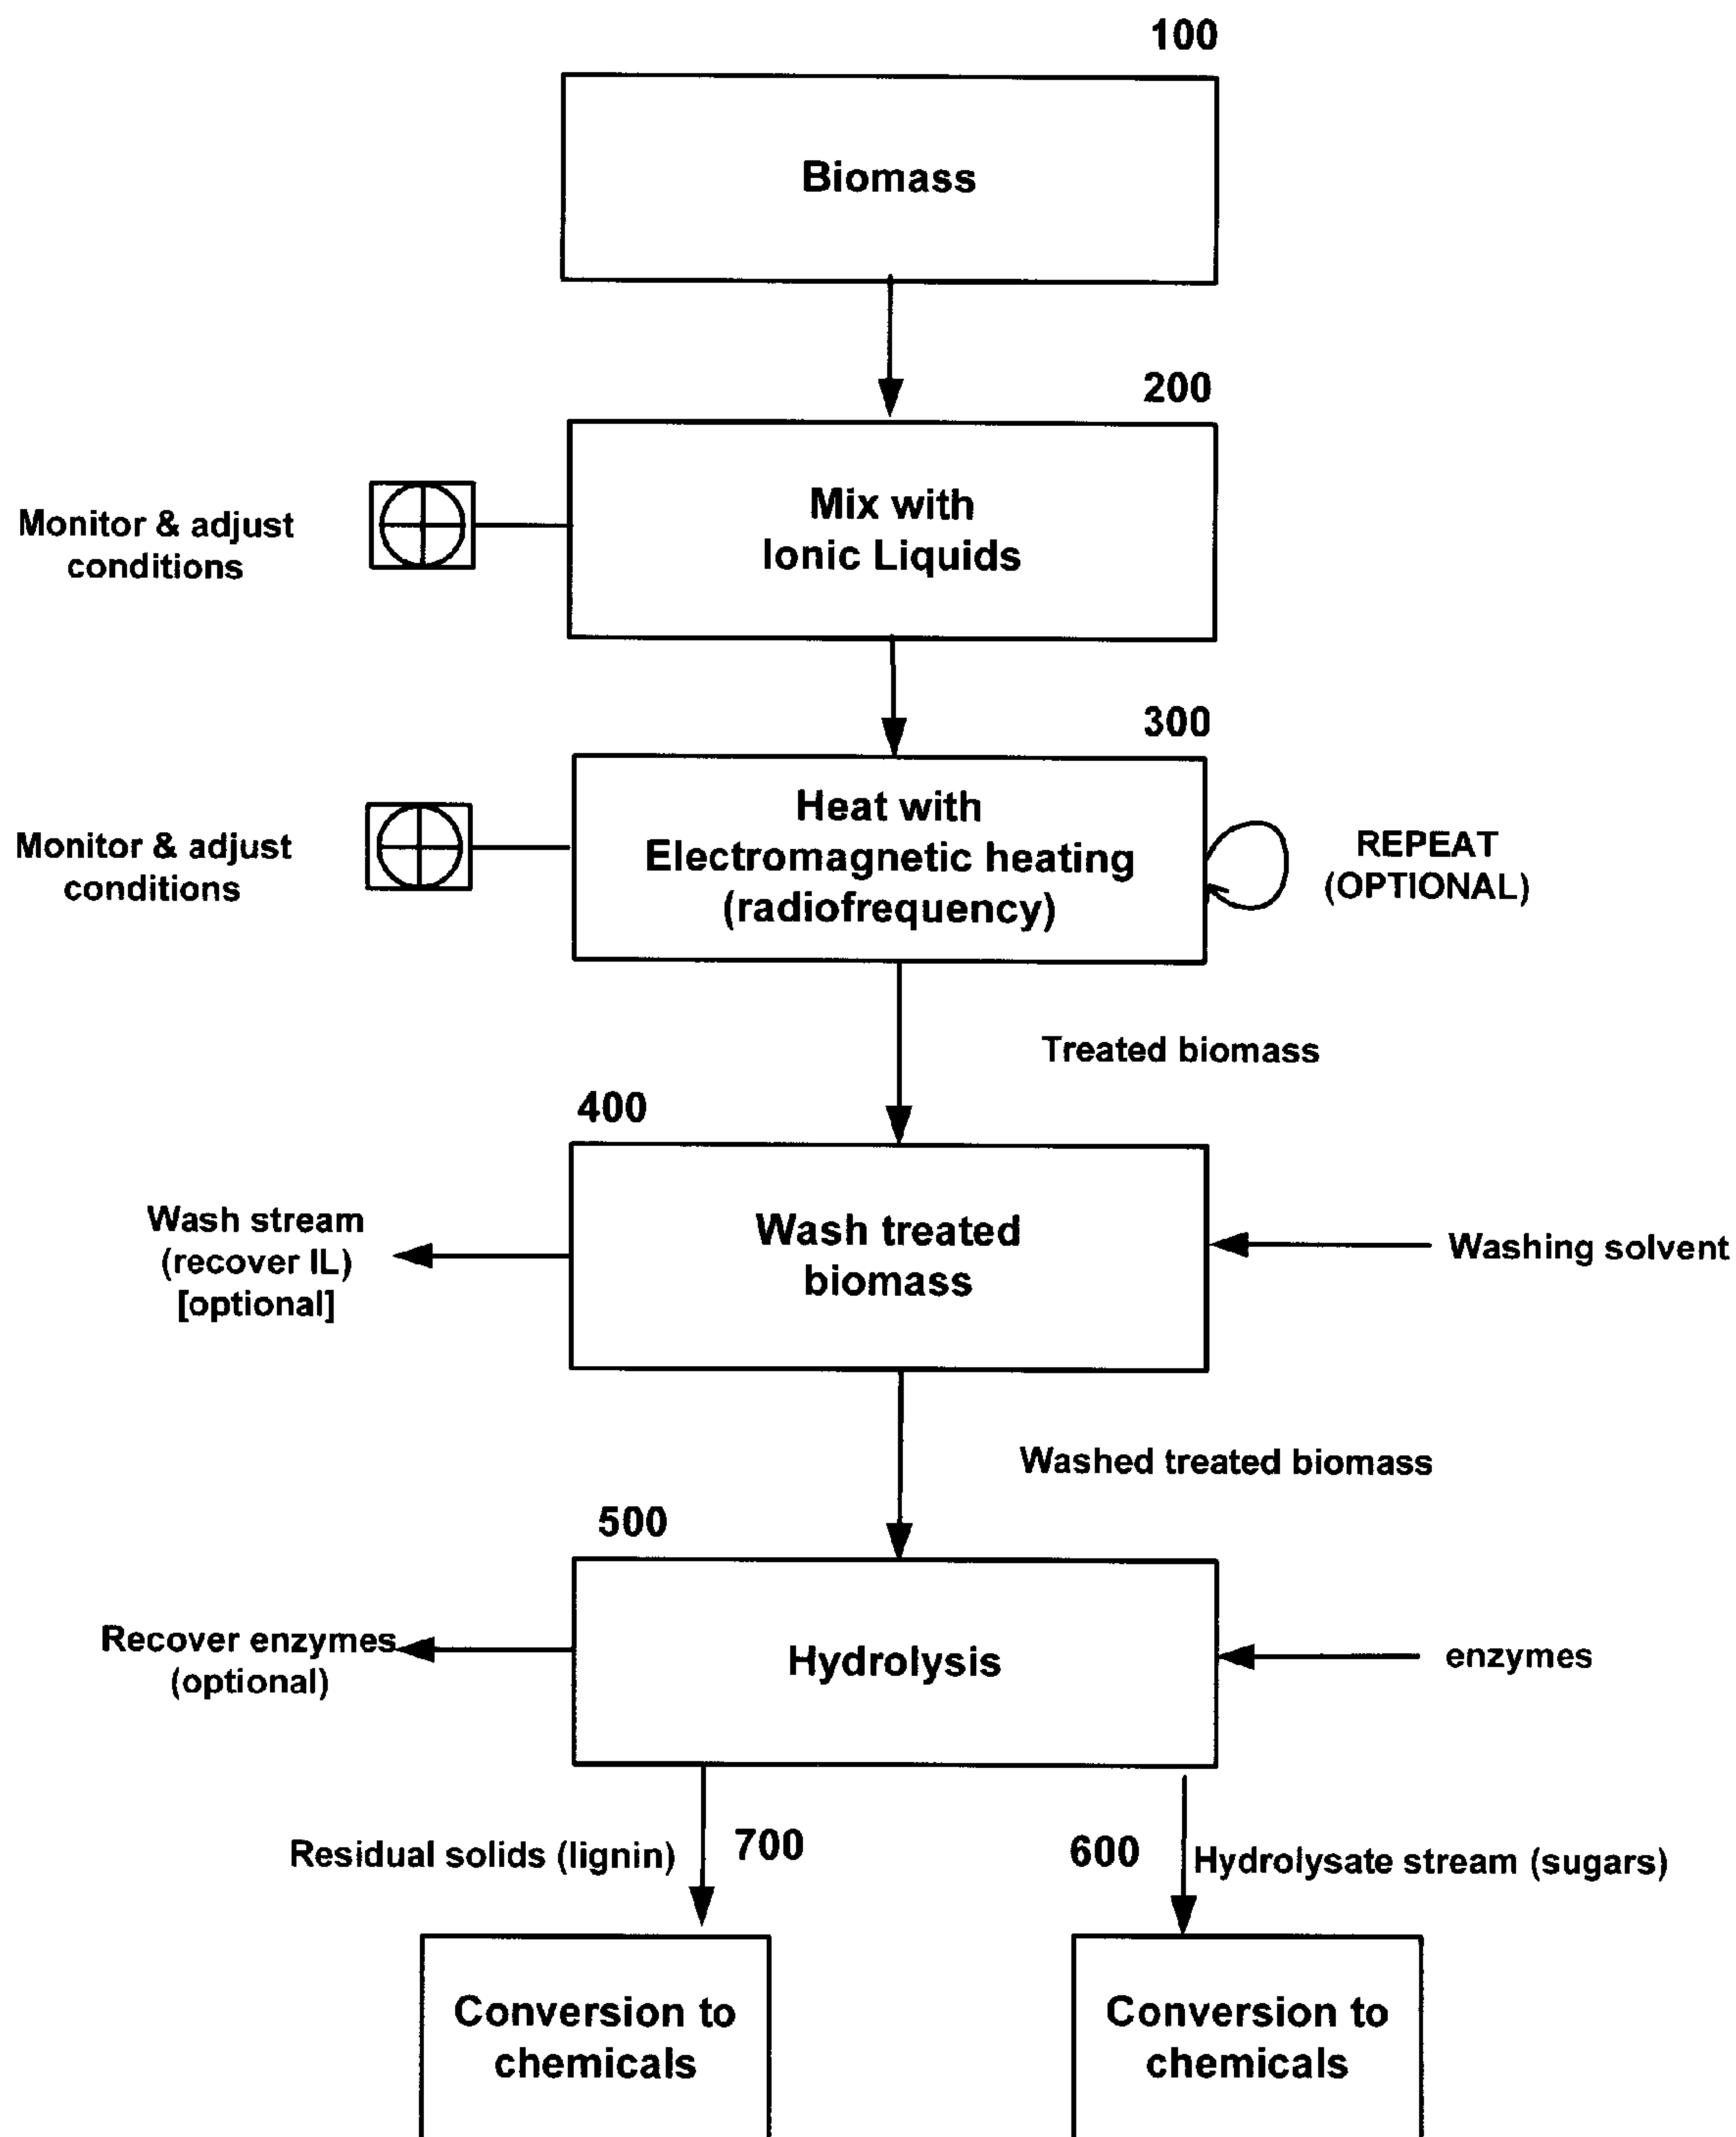 100
Biomass
200
Mix with
Ionic Liquids
Monitor & adjust
conditions
300
Heat with
Electromagnetic heating
(radiofrequency)
Monitor & adjust
conditions
REPEAT
(OPTIONAL)
Treated biomass
400
Wash treated
biomass
Wash stream
(recover IL)
[optional]
Washing solvent
Washed treated biomass
500
Hydrolysis
Recover enzymes
(optional)
enzymes
Residual solids (lignin)
700
600
Hydrolysate stream (sugars)
Conversion to
chemicals
Conversion to
chemicals